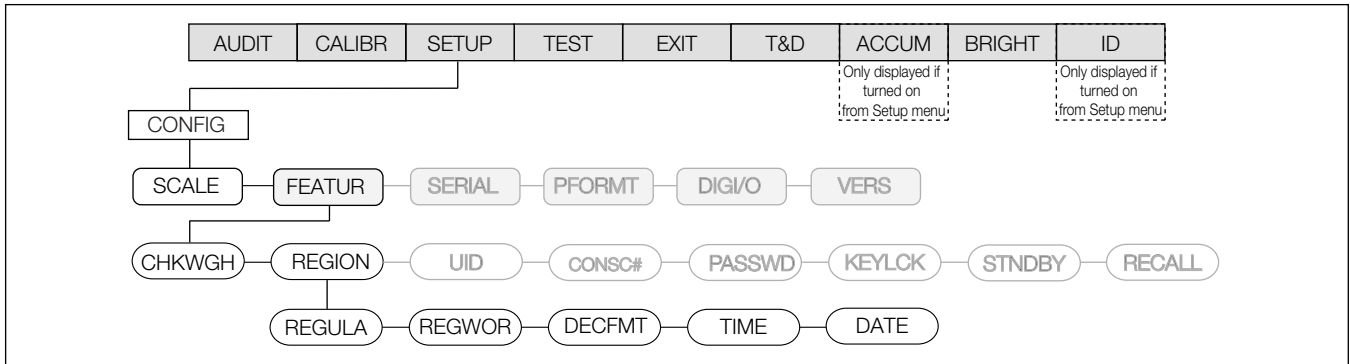 AUDIT CALIBR SETUP TEST EXIT T&D ACCUM BRIGHT ID
Only displayed if
turned on
from Setup menu
Only displayed if
turned on
from Setup menu
CONFIG
SCALE FEATUR SERIAL PFORMT DIGI/O VERS
CHKWGH REGION UID CONSC# PASSWD KEYLCK STNDBY RECALL
REGULA REGWOR DECFMT TIME DATE